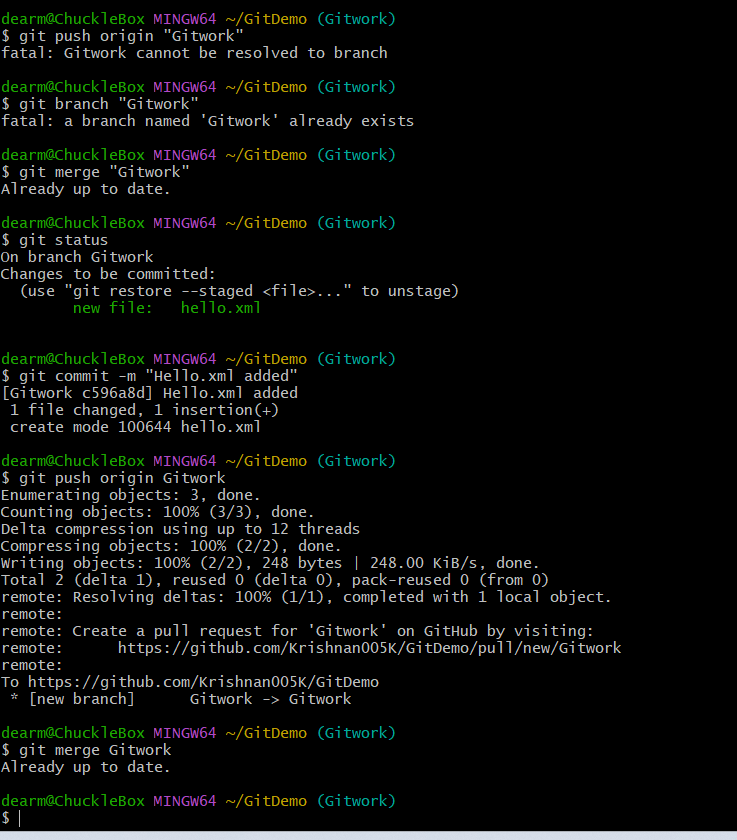 dearm@ChuckleBox MINGW64 ~/GitDemo (Gitwork)
$ git push origin "Gitwork"
fatal: Gitwork cannot be resolved to branch
dearm@ChuckleBox MINGW64 ~/GitDemo (Gitwork)
$ git branch "Gitwork"
fatal: a branch named 'Gitwork' already exists
dearm@ChuckleBox MINGW64 ~/GitDemo (Gitwork)
$ git merge "Gitwork"
Already up to date.
dearm@ChuckleBox MINGW64 ~/GitDemo (Gitwork)
$ git status
On branch Gitwork
Changes to be committed:
  (use "git restore --staged <file>..." to unstage)
        new file:   hello.xml
dearm@ChuckleBox MINGW64 ~/GitDemo (Gitwork)
$ git commit -m "Hello.xml added"
[Gitwork c596a8d] Hello.xml added
 1 file changed, 1 insertion(+)
 create mode 100644 hello.xml
dearm@ChuckleBox MINGW64 ~/GitDemo (Gitwork)
$ git push origin Gitwork
Enumerating objects: 3, done.
Counting objects: 100% (3/3), done.
Delta compression using up to 12 threads
Compressing objects: 100% (2/2), done.
Writing objects: 100% (2/2), 248 bytes | 248.00 KiB/s, done.
Total 2 (delta 1), reused 0 (delta 0), pack-reused 0 (from 0)
remote: Resolving deltas: 100% (1/1), completed with 1 local object.
remote:
remote: Create a pull request for 'Gitwork' on GitHub by visiting:
remote:      https://github.com/Krishnan005K/GitDemo/pull/new/Gitwork
remote:
To https://github.com/Krishnan005K/GitDemo
 * [new branch]      Gitwork -> Gitwork
dearm@ChuckleBox MINGW64 ~/GitDemo (Gitwork)
$ git merge Gitwork
Already up to date.
dearm@ChuckleBox MINGW64 ~/GitDemo (Gitwork)
$